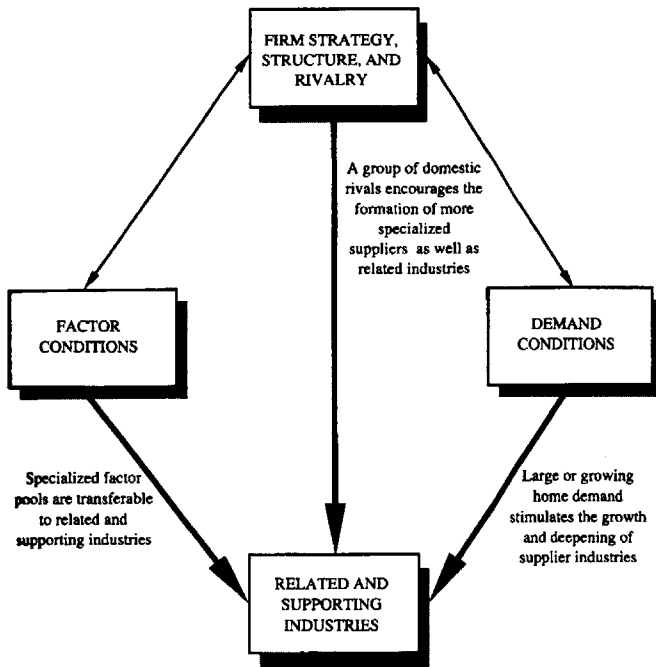 FIRM STRATEGY,
STRUCTURE, AND
RIVALRY
A group of domestic
rivals encourages the
formation of more
specialized
suppliers as well as
related industries
FACTOR
CONDITIONS
DEMAND
CONDITIONS
Specialized factor
pools are transferable
to related and
supporting industries
Large or growing
home demand
stimulates the growth
and deepening of
supplier industries
RELATED AND
SUPPORTING
INDUSTRIES